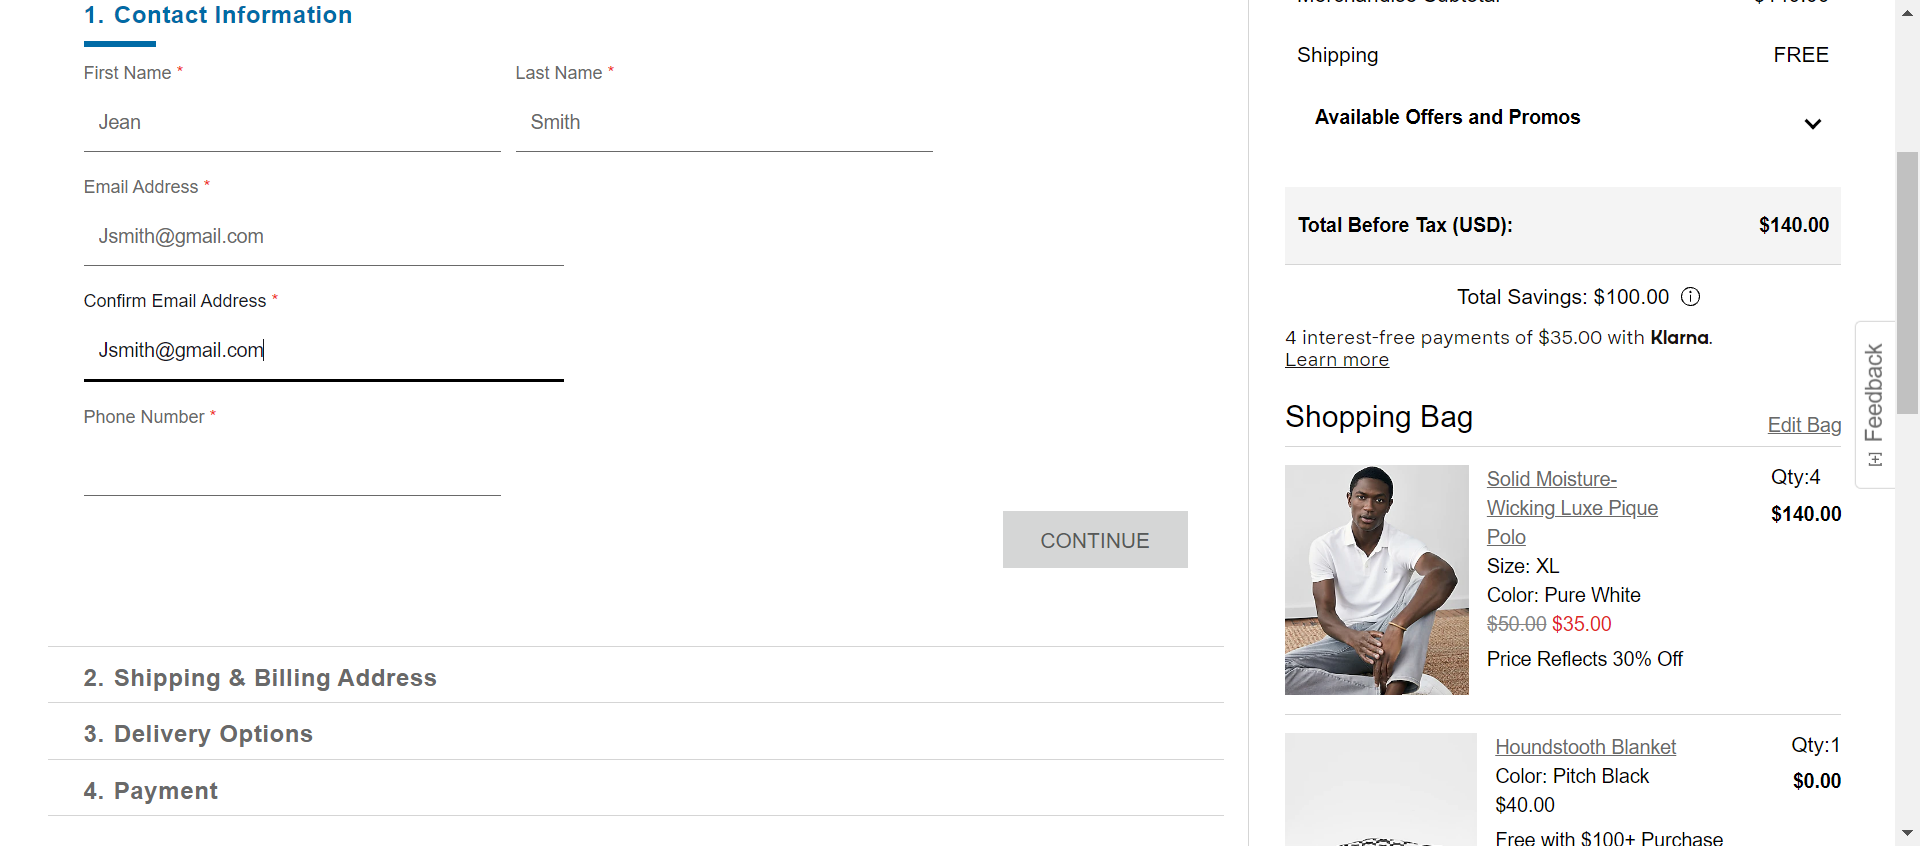 1. Contact Information
First Name *
Last Name *
Jean
Smith
Email Address *
Jsmith@gmail.com
Confirm Email Address *
Jsmith@gmail.com
Phone Number *
CONTINUE
2. Shipping & Billing Address
3. Delivery Options
4. Payment
Merchandise Subtotal $140.00
Shipping FREE
Available Offers and Promos
Total Before Tax (USD): $140.00
Total Savings: $100.00
4 interest-free payments of $35.00 with Klarna.
Learn more
Shopping Bag
Edit Bag
Solid Moisture-
Wicking Luxe Pique
Polo
Size: XL
Color: Pure White
$50.00 $35.00
Price Reflects 30% Off
Qty:4
$140.00
Houndstooth Blanket
Color: Pitch Black
$40.00
Free with $100+ Purchase
Qty:1
$0.00
[+] Feedback